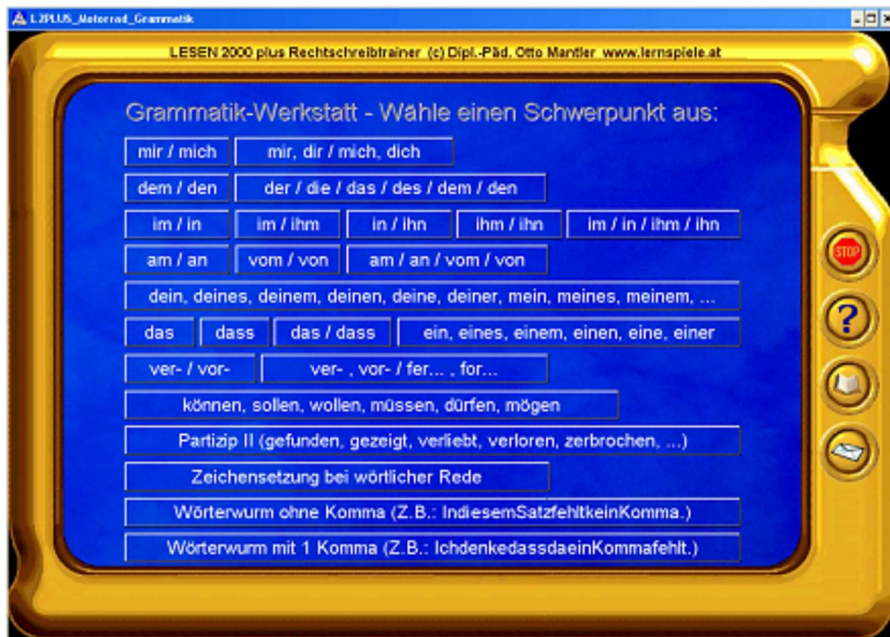 L2PLUS_Motorrad_Grammatik
LESEN 2000 plus Rechtschreibtrainer (c) Dipl.-Päd. Otto Mantler www.lernspiele.at
Grammatik-Werkstatt - Wähle einen Schwerpunkt aus:
mir / mich mir, dir / mich, dich
dem / den der / die / das / des / dem / den
im / in im / ihm in / ihn ihm / ihn im / in / ihm / ihn
am / an vom / von am / an / vom / von
dein, deines, deinem, deinen, deine, deiner, mein, meines, meinem, ...
das dass das / dass ein, eines, einem, einen, eine, einer
ver- / vor- ver- , vor- / fer... , for...
können, sollen, wollen, müssen, dürfen, mögen
Partizip II (gefunden, gezeigt, verliebt, verloren, zerbrochen, ...)
Zeichensetzung bei wörtlicher Rede
Wörterwurm ohne Komma (Z.B.: IndiesemSatzfehltkeinKomma.)
Wörterwurm mit 1 Komma (Z.B.: IchdenkedassdaeinKommafehlt.)
STOP
?